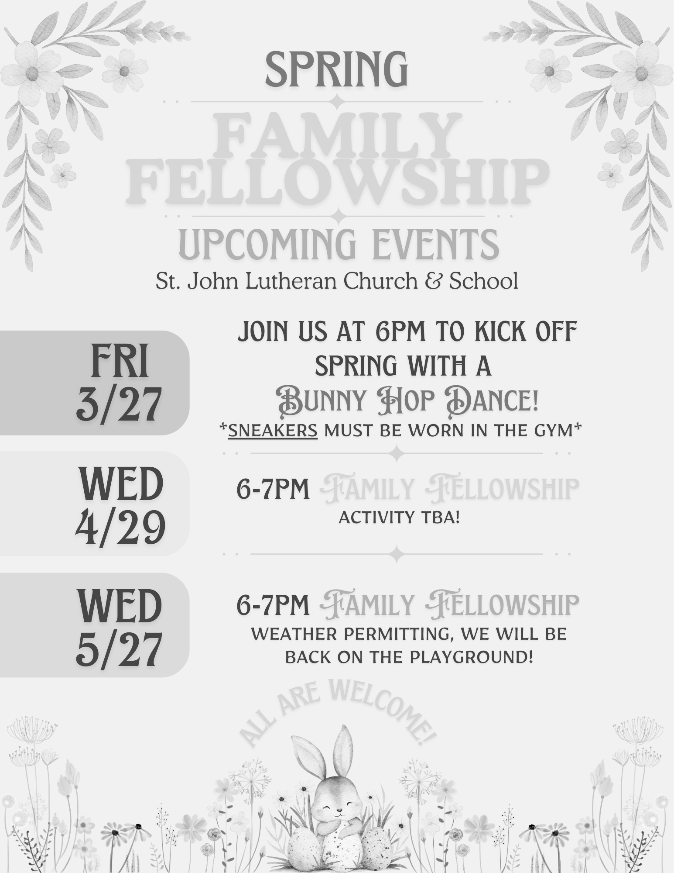 SPRING
FAMILY
FELLOWSHIP
UPCOMING EVENTS
St. John Lutheran Church & School
FRI
3/27
JOIN US AT 6PM TO KICK OFF
SPRING WITH A
BUNNY HOP DANCE!
*SNEAKERS MUST BE WORN IN THE GYM*
WED
4/29
6-7PM FAMILY FELLOWSHIP
ACTIVITY TBA!
WED
5/27
6-7PM FAMILY FELLOWSHIP
WEATHER PERMITTING, WE WILL BE
BACK ON THE PLAYGROUND!
ALL ARE WELCOME!